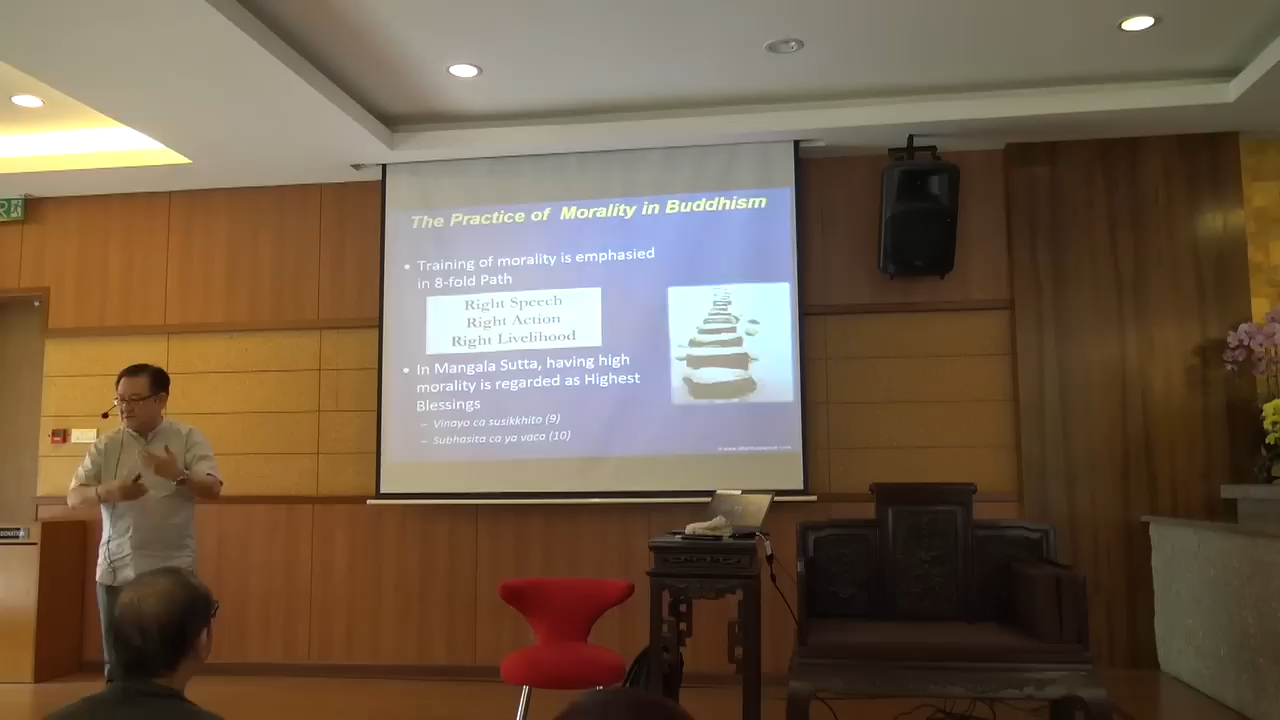 The Practice of Morality in Buddhism
• Training of morality is emphasied
in 8-fold Path
Right Speech
Right Action
Right Livelihood
• In Mangala Sutta, having high
morality is regarded as Highest
Blessings
– Vinayo ca susikkhito (9)
– Subhasita ca ya vaca (10)
DONATION